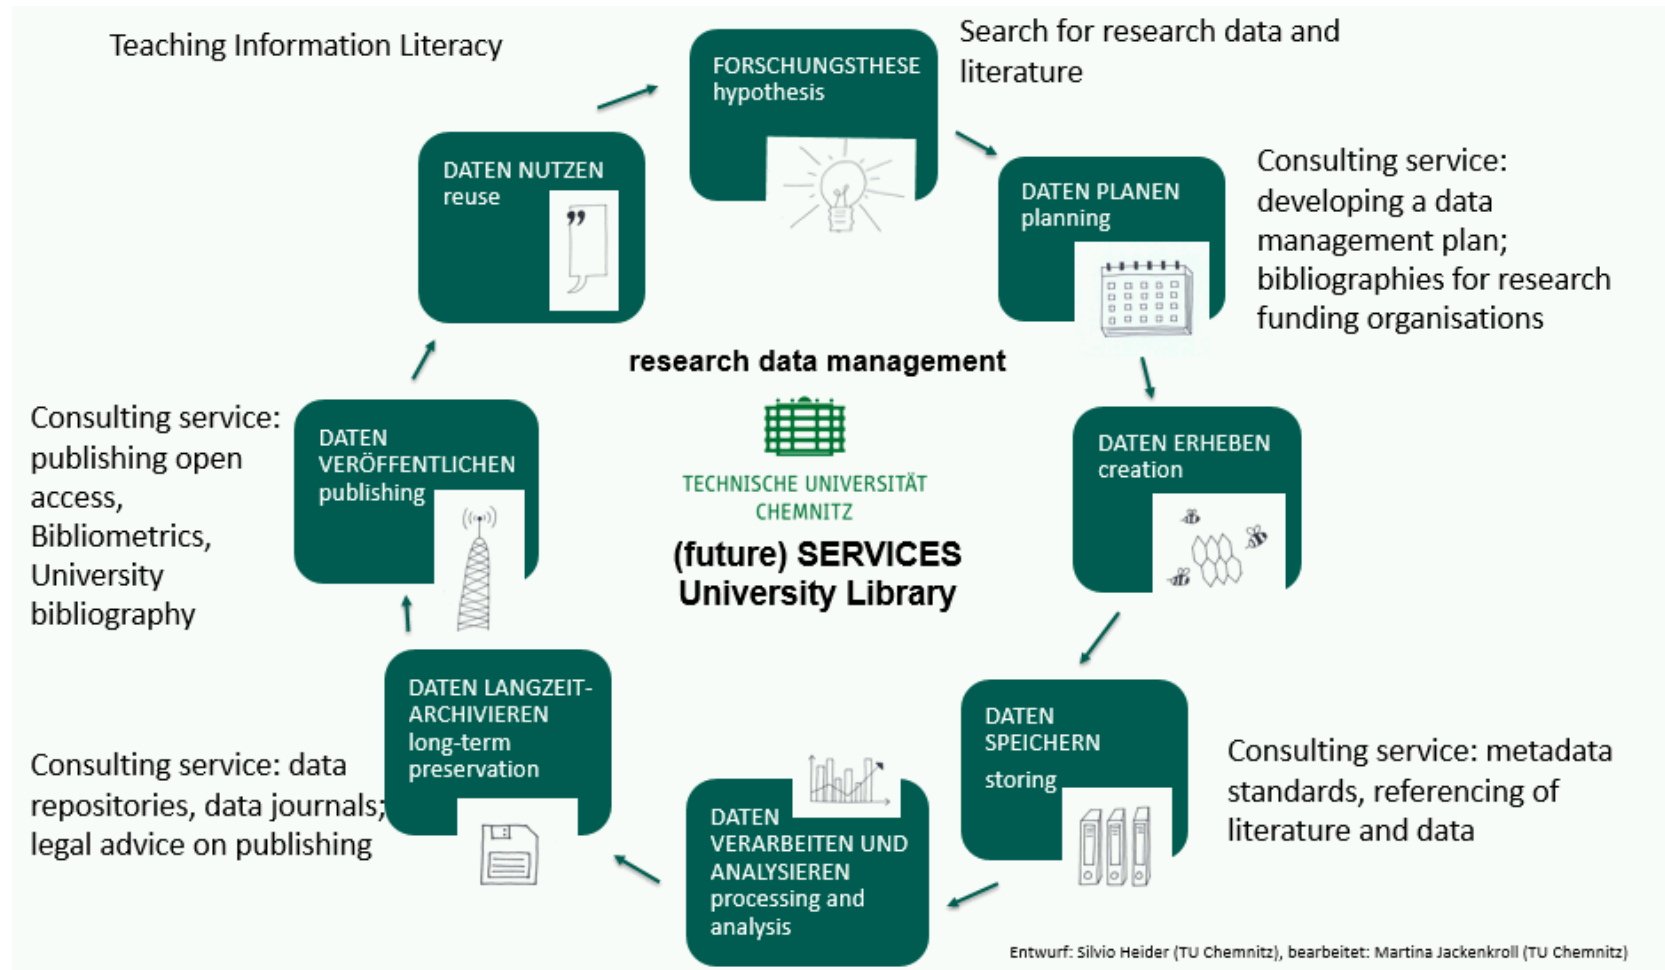 Teaching Information Literacy
FORSCHUNGSTHESE
hypothesis
Search for research data and
literature
DATEN NUTZEN
reuse
DATEN PLANEN
planning
Consulting service:
developing a data
management plan;
bibliographies for research
funding organisations
research data management
TECHNISCHE UNIVERSITÄT
CHEMNITZ
(future) SERVICES
University Library
Consulting service:
publishing open
access,
Bibliometrics,
University
bibliography
DATEN
VERÖFFENTLICHEN
publishing
DATEN ERHEBEN
creation
DATEN LANGZEIT-
ARCHIVIEREN
long-term
preservation
DATEN
SPEICHERN
storing
Consulting service: data
repositories, data journals;
legal advice on publishing
DATEN
VERARBEITEN UND
ANALYSIEREN
processing and
analysis
Consulting service: metadata
standards, referencing of
literature and data
Entwurf: Silvio Heider (TU Chemnitz), bearbeitet: Martina Jackenkroll (TU Chemnitz)